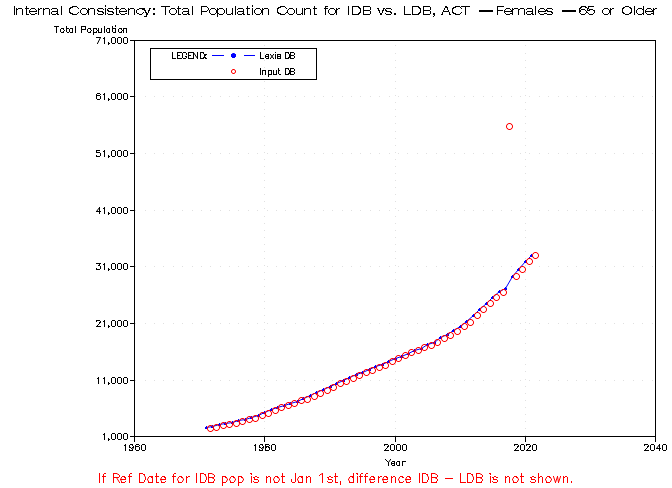 Internal Consistency: Total Population Count for IDB vs. LDB, ACT — Females — 65 or Older
Total Population
71,000
61,000
51,000
41,000
31,000
21,000
11,000
1,000
LEGEND: Lexis DB
Input DB
1960 1980 2000 2020 2040
Year
If Ref Date for IDB pop is not Jan 1st, difference IDB – LDB is not shown.